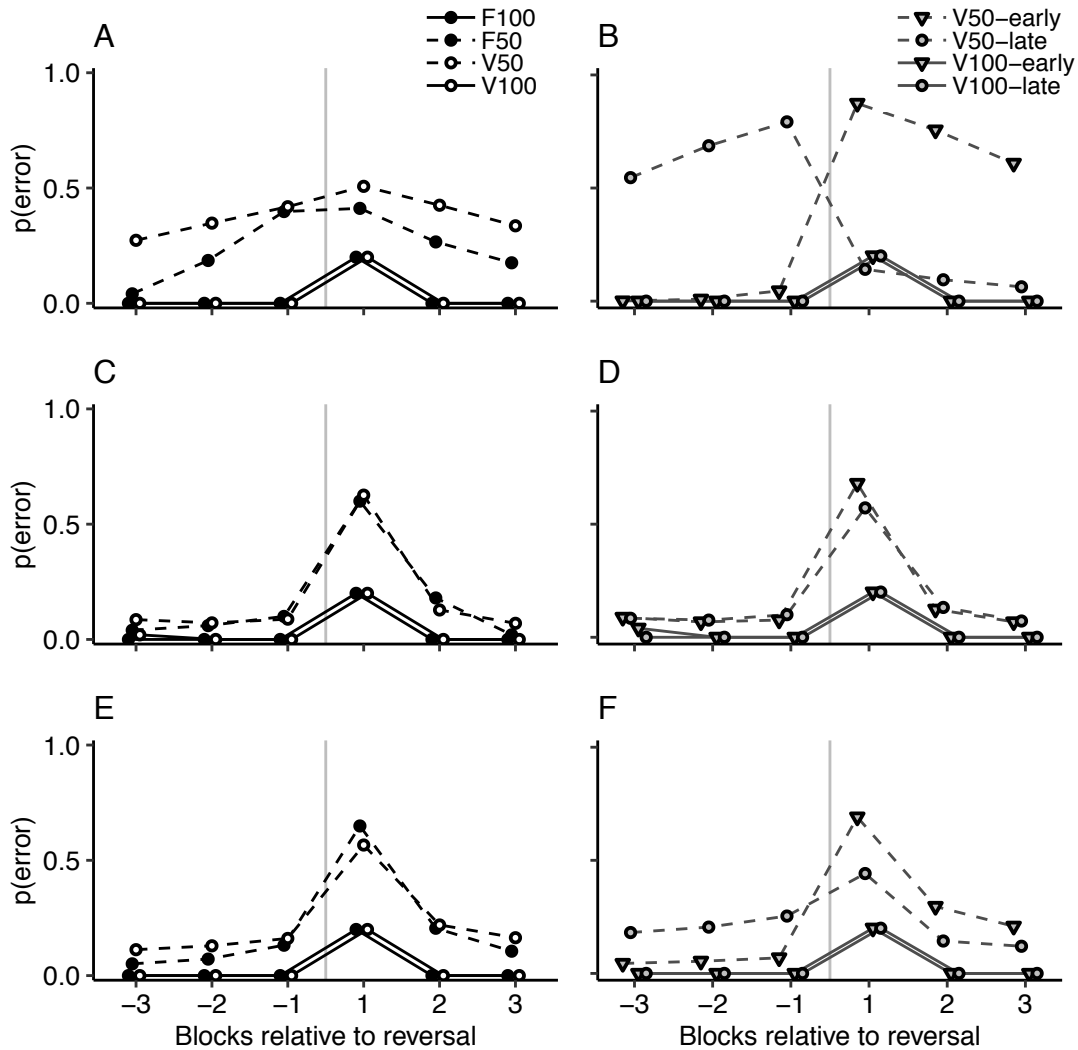 A
F100
F50
V50
V100
1.0
0.5
0.0
p(error)
B
V50−early
V50−late
V100−early
V100−late
C
1.0
0.5
0.0
p(error)
D
E
1.0
0.5
0.0
p(error)
−3 −2 −1 1 2 3
Blocks relative to reversal
F
−3 −2 −1 1 2 3
Blocks relative to reversal